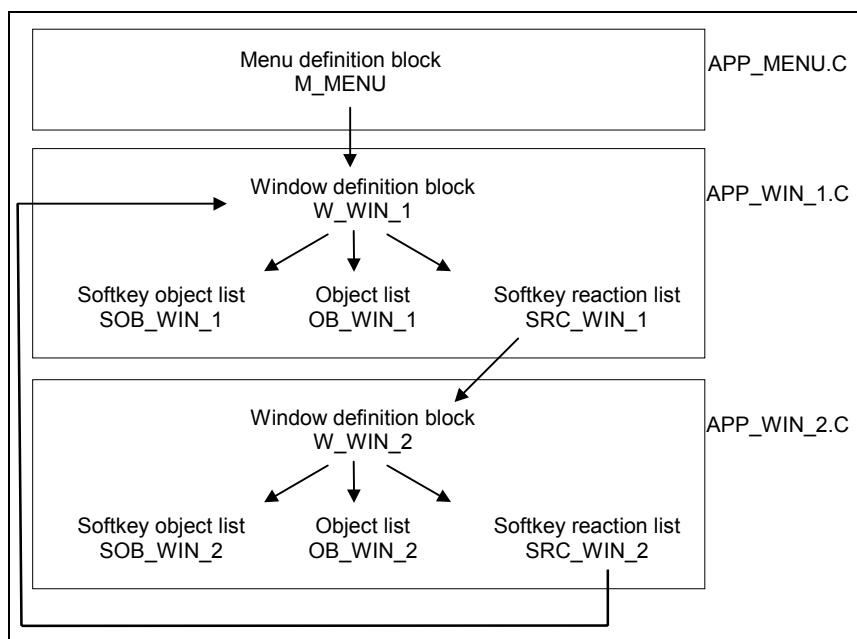 Menu definition block
M_MENU
APP_MENU.C
Window definition block
W_WIN_1
APP_WIN_1.C
Softkey object list
SOB_WIN_1
Object list
OB_WIN_1
Softkey reaction list
SRC_WIN_1
Window definition block
W_WIN_2
APP_WIN_2.C
Softkey object list
SOB_WIN_2
Object list
OB_WIN_2
Softkey reaction list
SRC_WIN_2